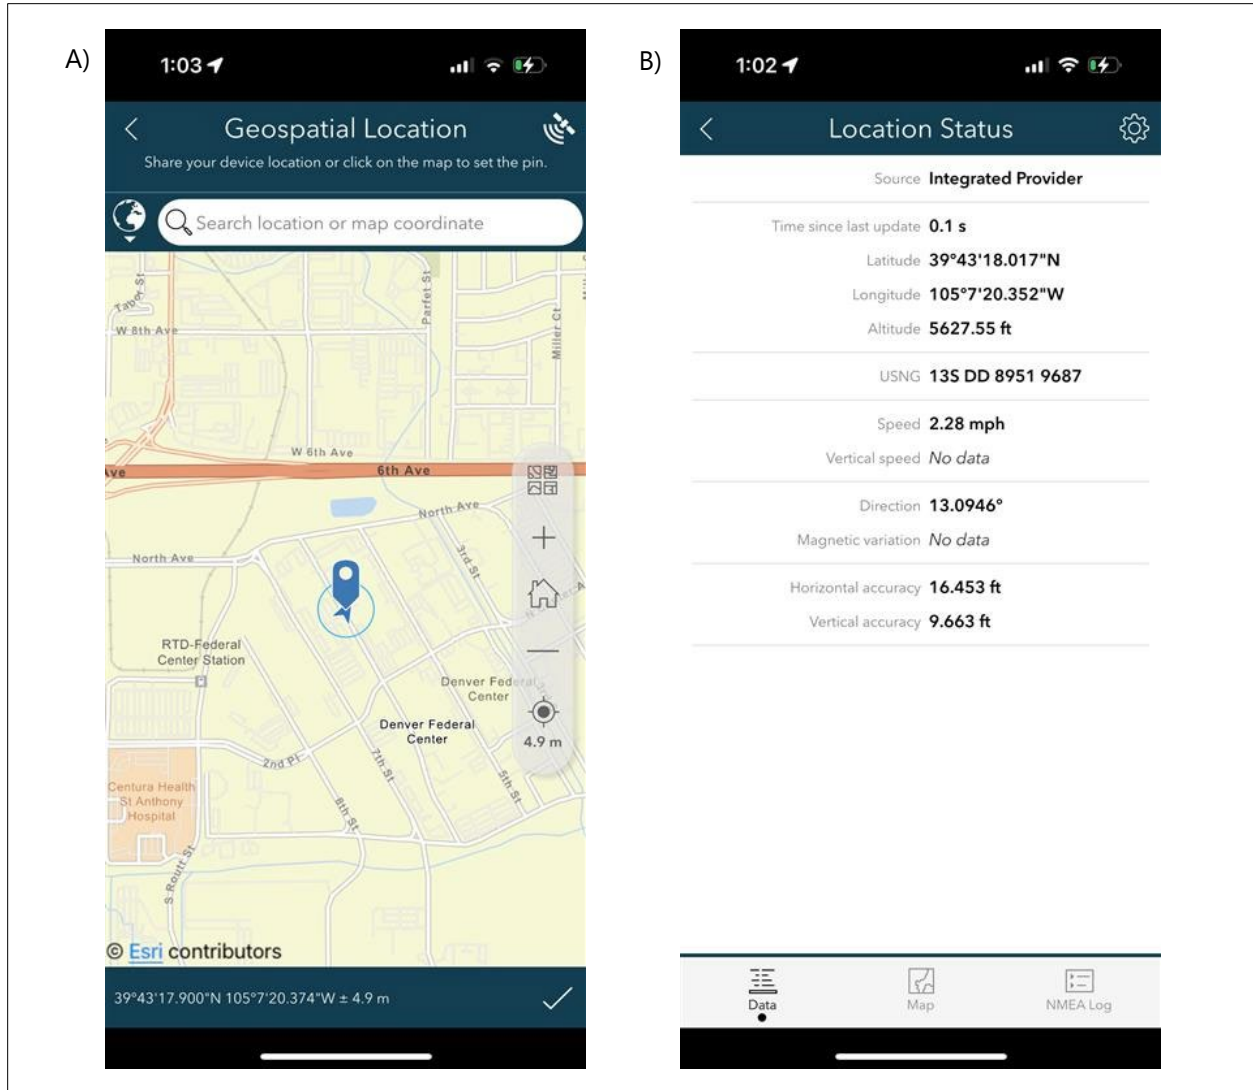 A)
1:03
Geospatial Location
Share your device location or click on the map to set the pin.
Search location or map coordinate
Tabor St
Parfet St
Miller Ct
W 8th Ave
W 6th Ave
6th Ave
Ave
North Ave
North Ave
3rd St
RTD-Federal
Center Station
Denver Federal
Center
Denver Federal
Center
4.9 m
2nd Pl
7th St
5th St
8th St
Centura Health
St Anthony
Hospital
S Routt St
© Esri contributors
39°43'17.900"N 105°7'20.374"W ± 4.9 m
B)
1:02
Location Status
Source Integrated Provider
Time since last update 0.1 s
Latitude 39°43'18.017"N
Longitude 105°7'20.352"W
Altitude 5627.55 ft
USNG 13S DD 8951 9687
Speed 2.28 mph
Vertical speed No data
Direction 13.0946°
Magnetic variation No data
Horizontal accuracy 16.453 ft
Vertical accuracy 9.663 ft
Data
Map
NMEA Log